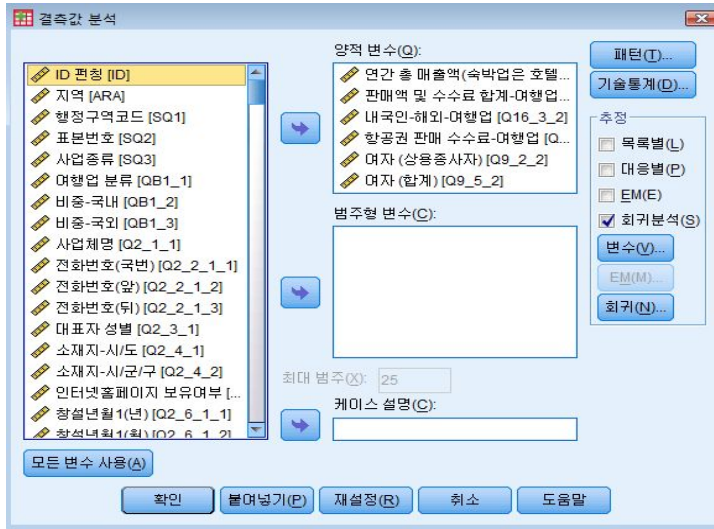 결측값 분석
ID 펀칭 [ID]
지역 [ARA]
행정구역코드 [SQ1]
표본번호 [SQ2]
사업종류 [SQ3]
여행업 분류 [QB1_1]
비중-국내 [QB1_2]
비중-국외 [QB1_3]
사업체명 [Q2_1_1]
전화번호(국번) [Q2_2_1_1]
전화번호(앞) [Q2_2_1_2]
전화번호(뒤) [Q2_2_1_3]
대표자 성별 [Q2_3_1]
소재지-시/도 [Q2_4_1]
소재지-시/군/구 [Q2_4_2]
인터넷홈페이지 보유여부 [...
창설년월1(년) [Q2_6_1_1]
창설년월1(월) [Q2_6_1_2]
모든 변수 사용(A)
양적 변수(Q):
연간 총 매출액(숙박업은 호텔...
판매액 및 수수료 합계-여행업...
내국인-해외-여행업 [Q16_3_2]
항공권 판매 수수료-여행업 [Q...
여자 (상용종사자) [Q9_2_2]
여자 (합계) [Q9_5_2]
범주형 변수(C):
최대 범주(X): 25
케이스 설명(C):
패턴(T)...
기술통계(D)...
추정
목록별(L)
대응별(P)
EM(E)
회귀분석(S)
변수(V)...
EM(M)...
회귀(N)...
확인
붙여넣기(P)
재설정(R)
취소
도움말